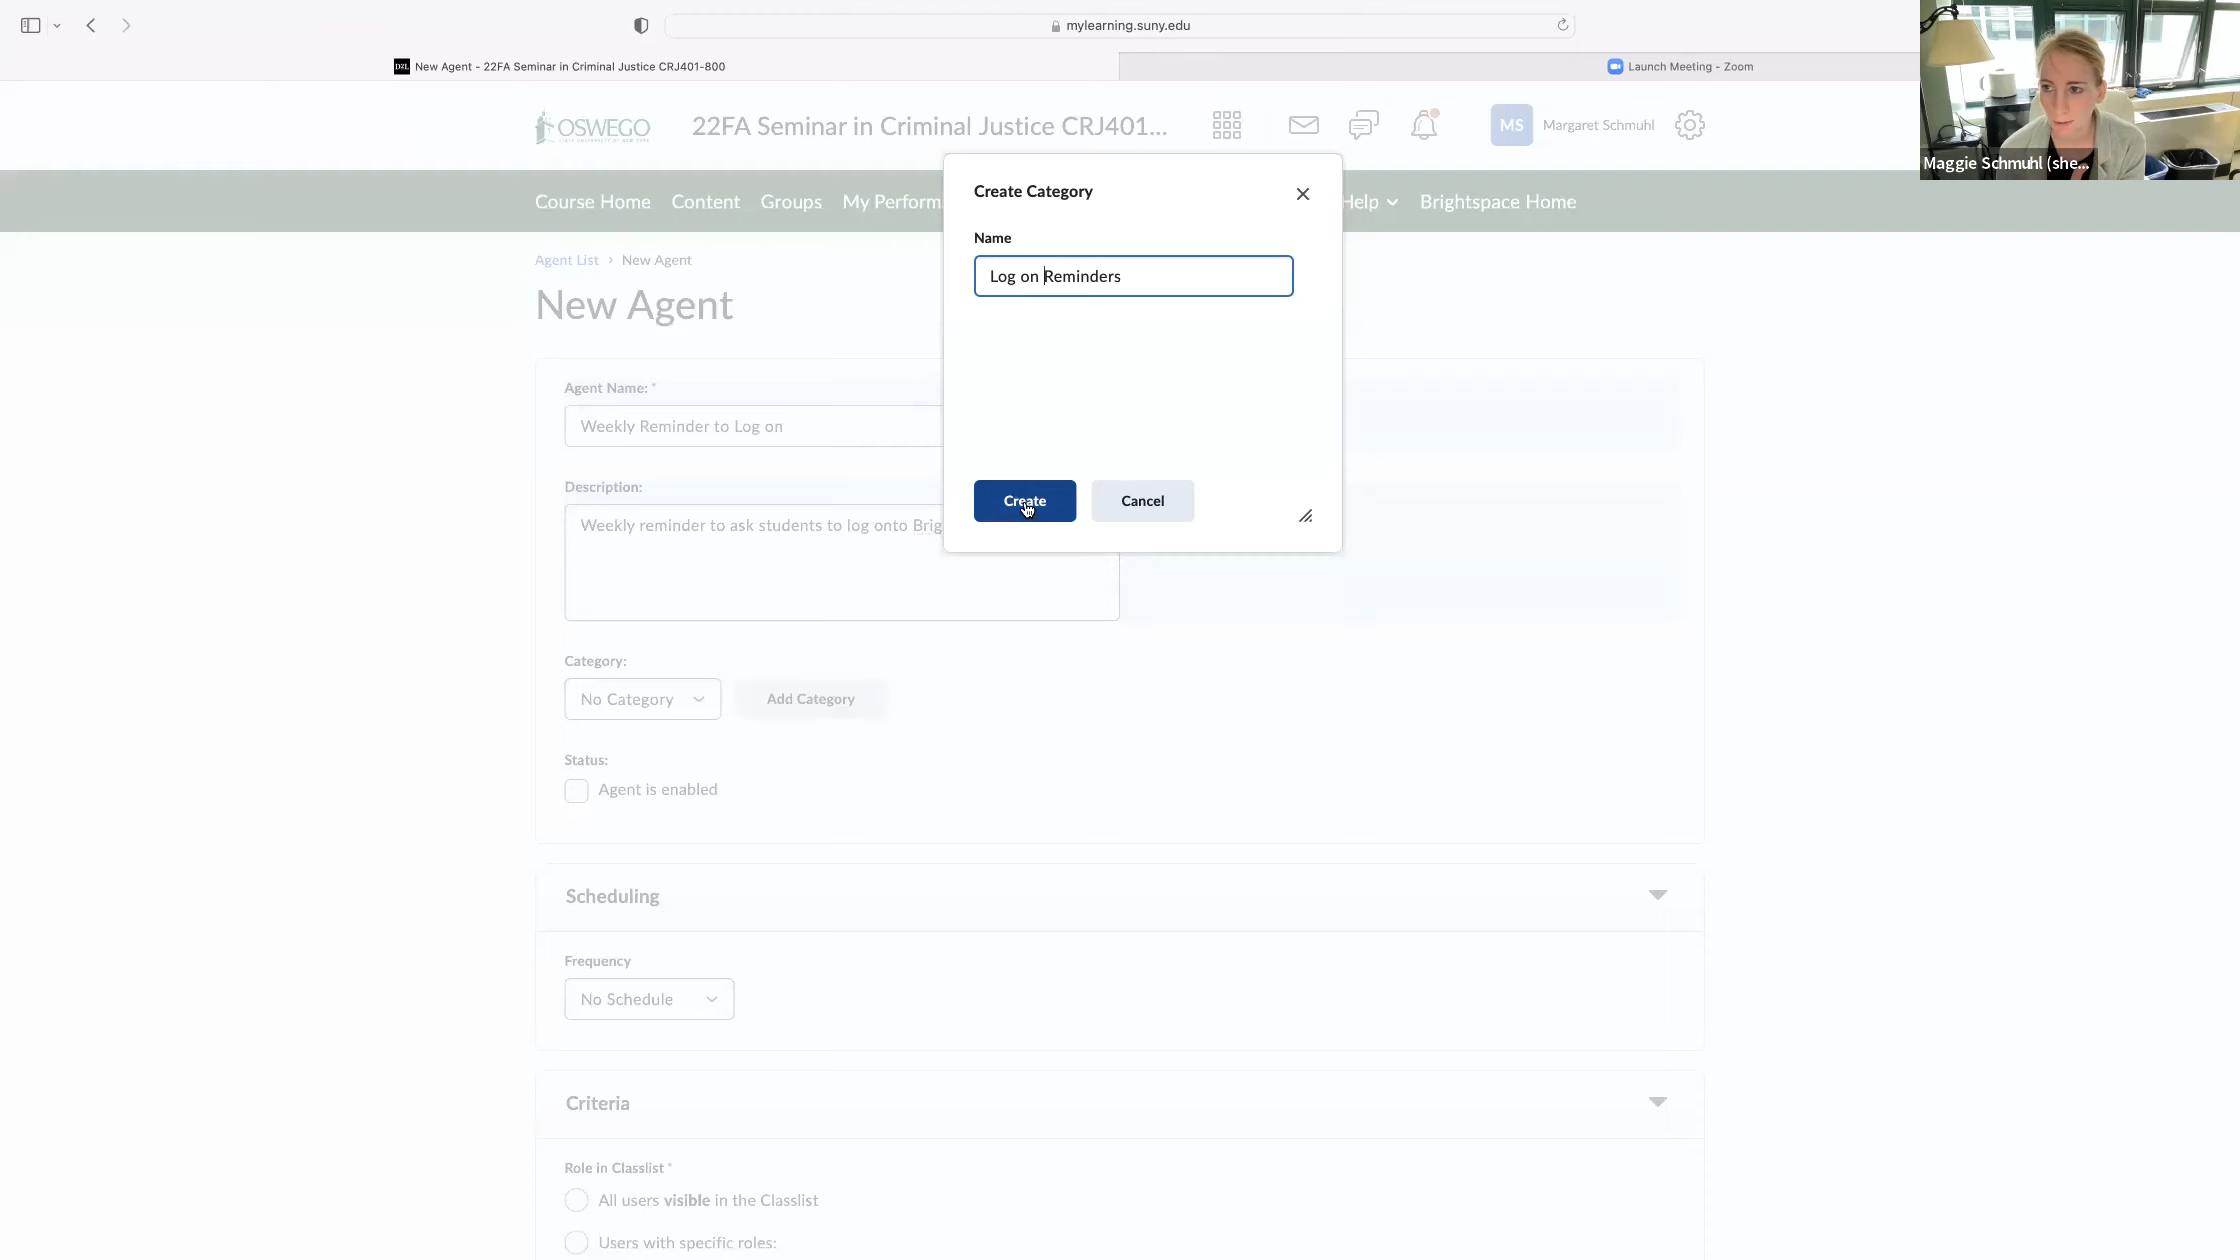 mylearning.suny.edu
D2L New Agent - 22FA Seminar in Criminal Justice CRJ401-800
Launch Meeting - Zoom
OSWEGO
22FA Seminar in Criminal Justice CRJ401...
MS
Margaret Schmuhl
Maggie Schmuhl (she...
Course Home
Content
Groups
My Perform
Help
Brightspace Home
Create Category
Name
Log on Reminders
Create
Cancel
Agent List › New Agent
New Agent
Agent Name: *
Weekly Reminder to Log on
Description:
Weekly reminder to ask students to log onto Brig
Category:
No Category
Add Category
Status:
Agent is enabled
Scheduling
Frequency
No Schedule
Criteria
Role in Classlist *
All users visible in the Classlist
Users with specific roles: